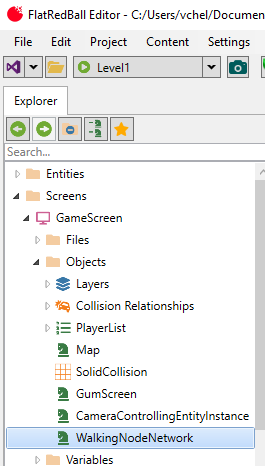 FlatRedBall Editor - C:/Users/vchel/Documen
File Edit Project Content Settings
Level1
Explorer
Search...
Entities
Screens
GameScreen
Files
Objects
Layers
Collision Relationships
PlayerList
Map
SolidCollision
GumScreen
CameraControllingEntityInstance
WalkingNodeNetwork
Variables